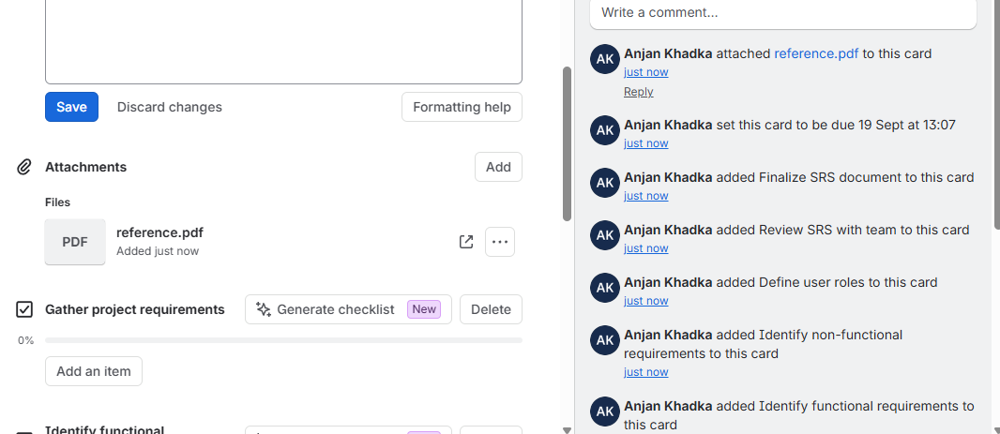 Save
Discard changes
Formatting help
Attachments
Add
Files
PDF
reference.pdf
Added just now
Gather project requirements
Generate checklist New
Delete
0%
Add an item
Identify functional
Write a comment...
AK
Anjan Khadka attached reference.pdf to this card
just now
Reply
AK
Anjan Khadka set this card to be due 19 Sept at 13:07
just now
AK
Anjan Khadka added Finalize SRS document to this card
just now
AK
Anjan Khadka added Review SRS with team to this card
just now
AK
Anjan Khadka added Define user roles to this card
just now
AK
Anjan Khadka added Identify non-functional
requirements to this card
just now
AK
Anjan Khadka added Identify functional requirements to
this card